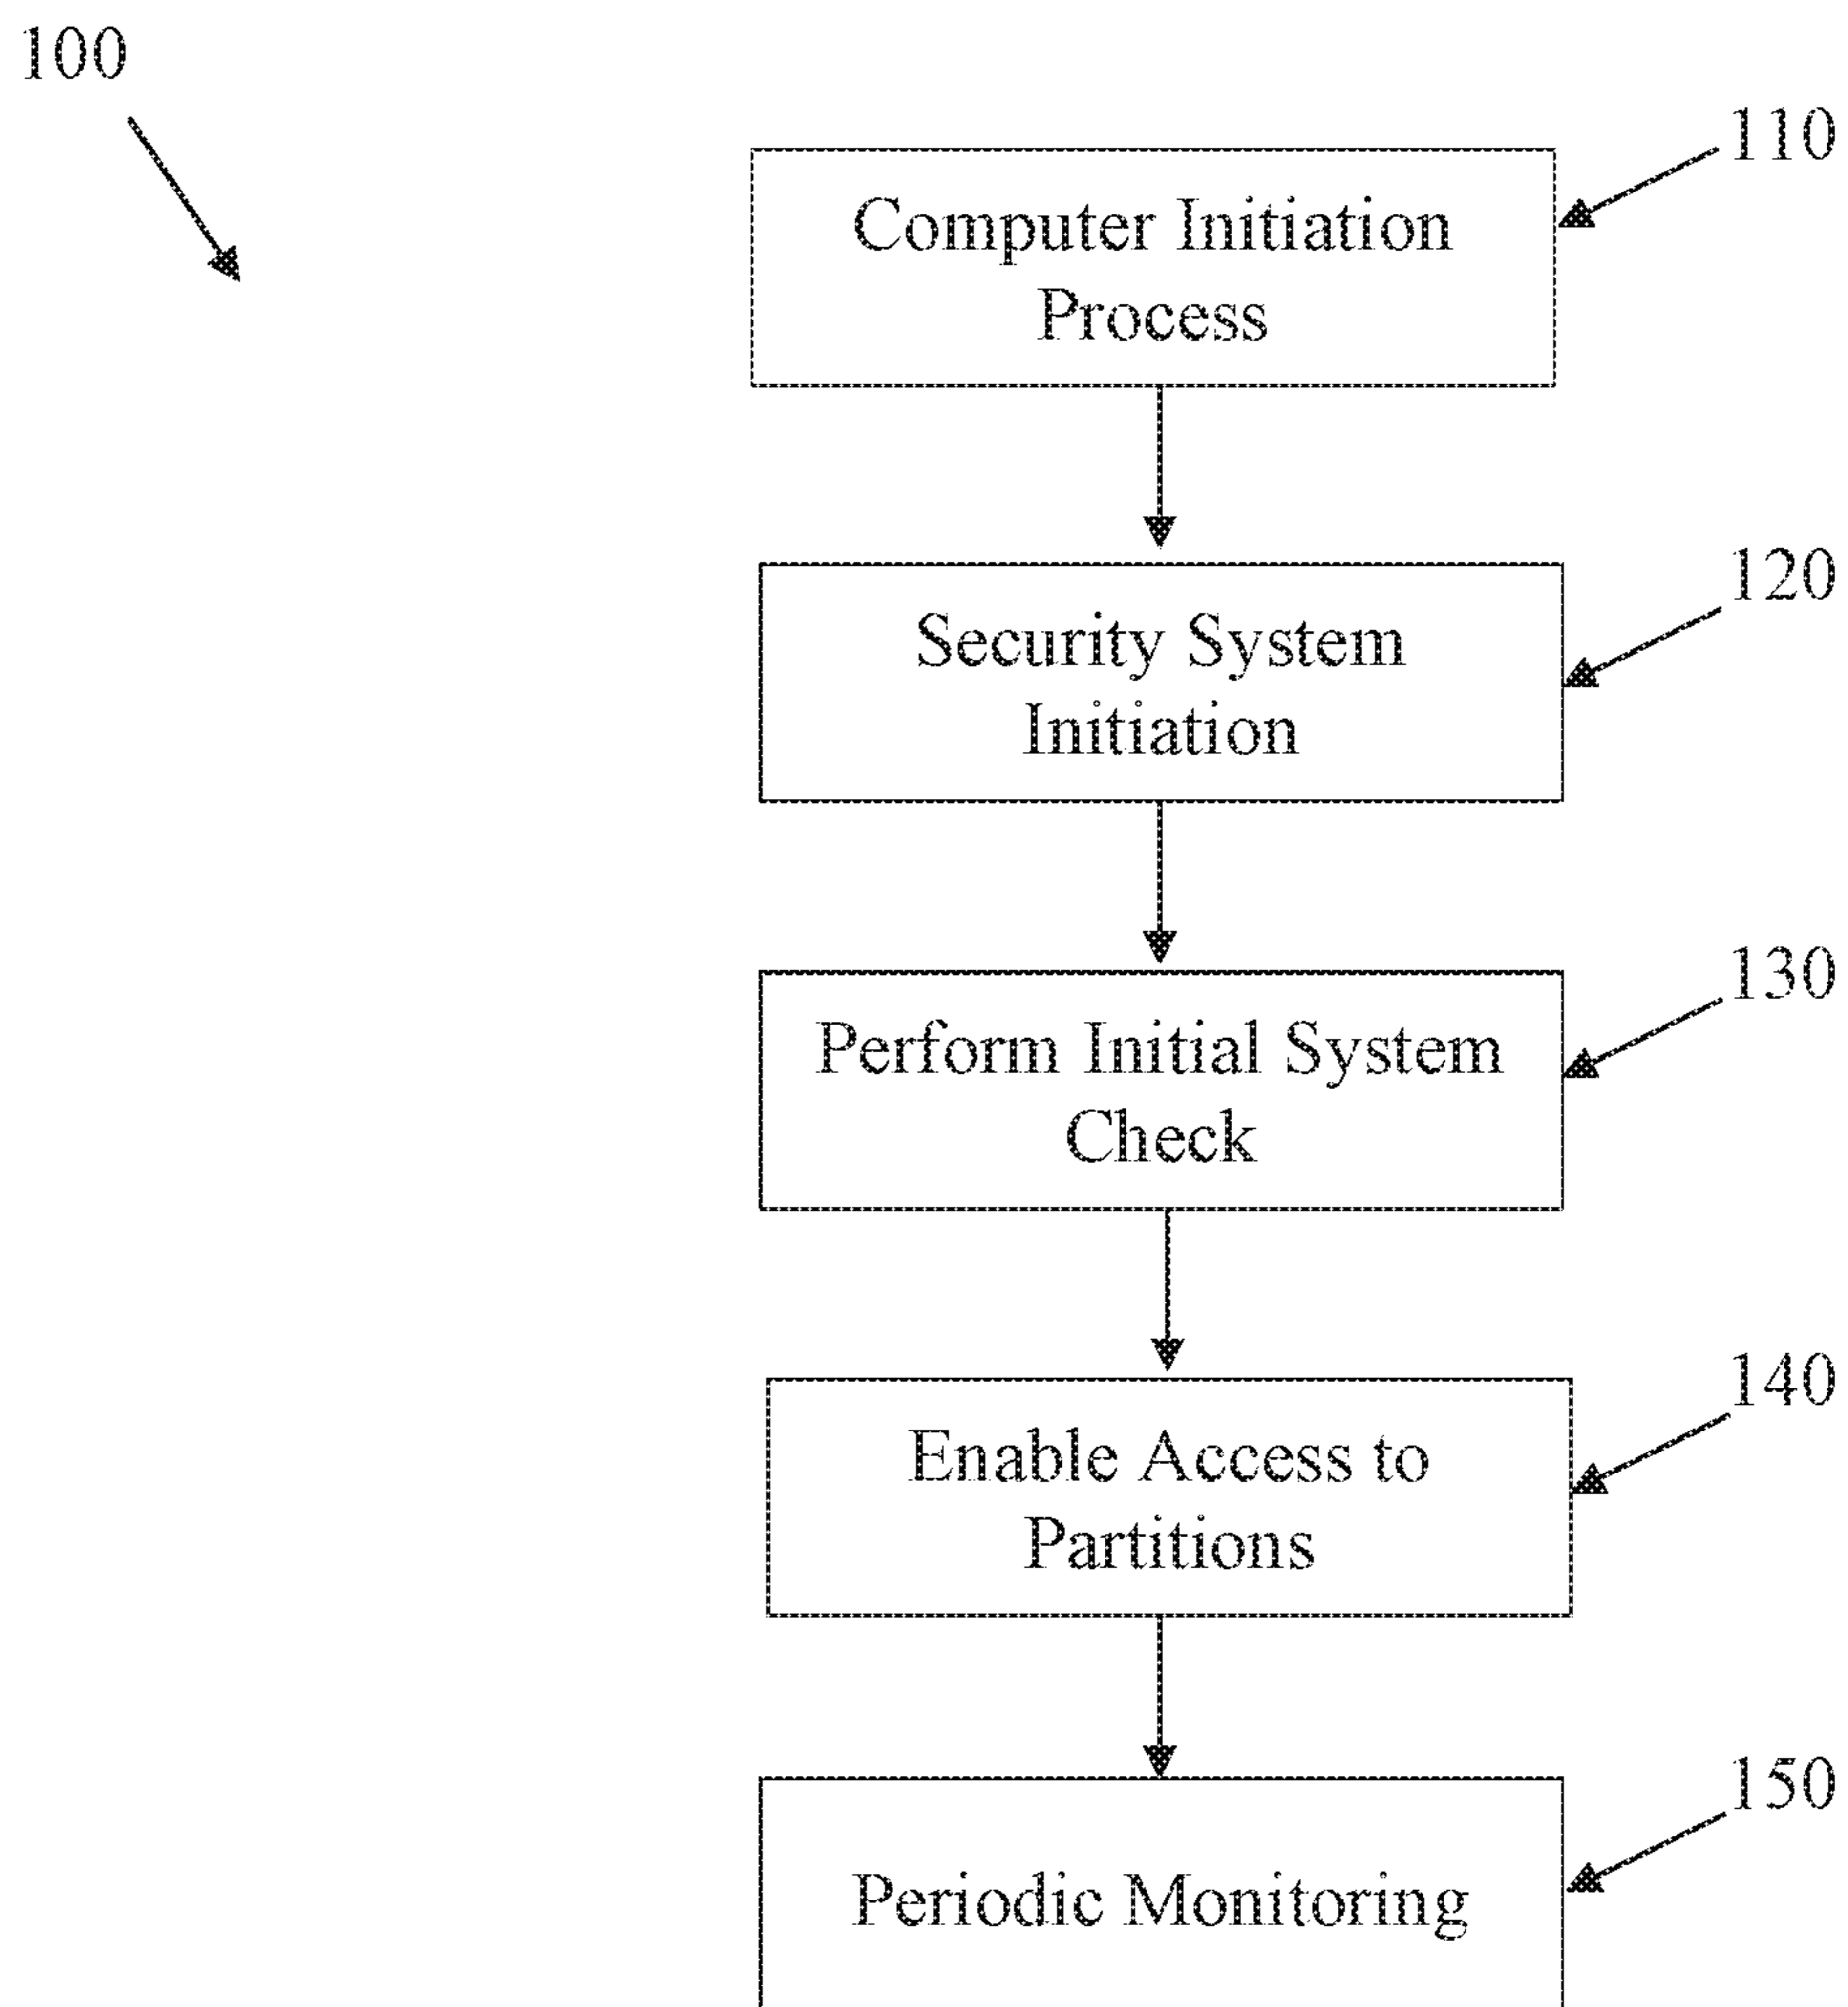 100
110
Computer Initiation
Process
120
Security System
Initiation
130
Perform Initial System
Check
140
Enable Access to
Partitions
150
Periodic Monitoring